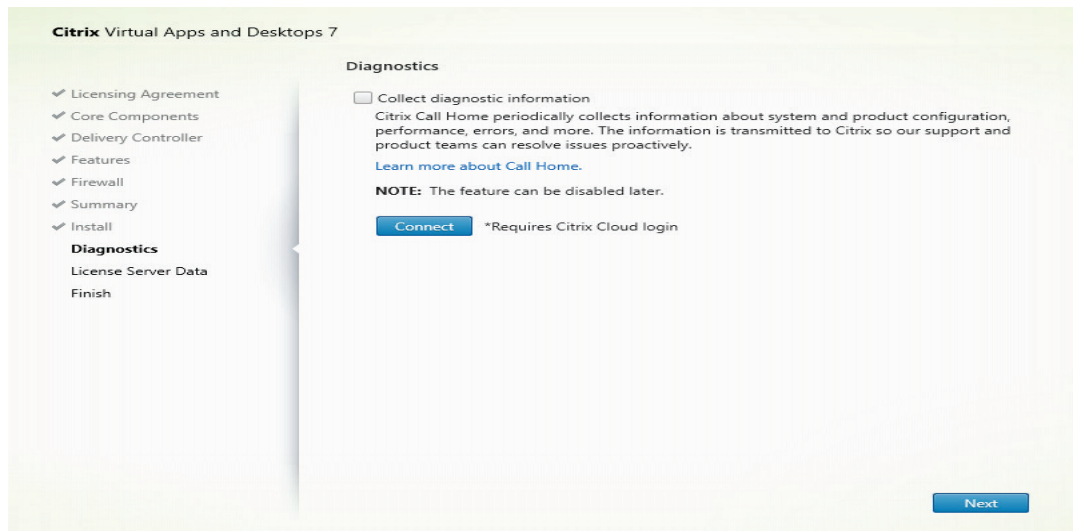 Citrix Virtual Apps and Desktops 7
Diagnostics
Licensing Agreement
Core Components
Delivery Controller
Features
Firewall
Summary
Install
Diagnostics
License Server Data
Finish
Collect diagnostic information
Citrix Call Home periodically collects information about system and product configuration,
performance, errors, and more. The information is transmitted to Citrix so our support and
product teams can resolve issues proactively.
Learn more about Call Home.
NOTE: The feature can be disabled later.
Connect *Requires Citrix Cloud login
Next